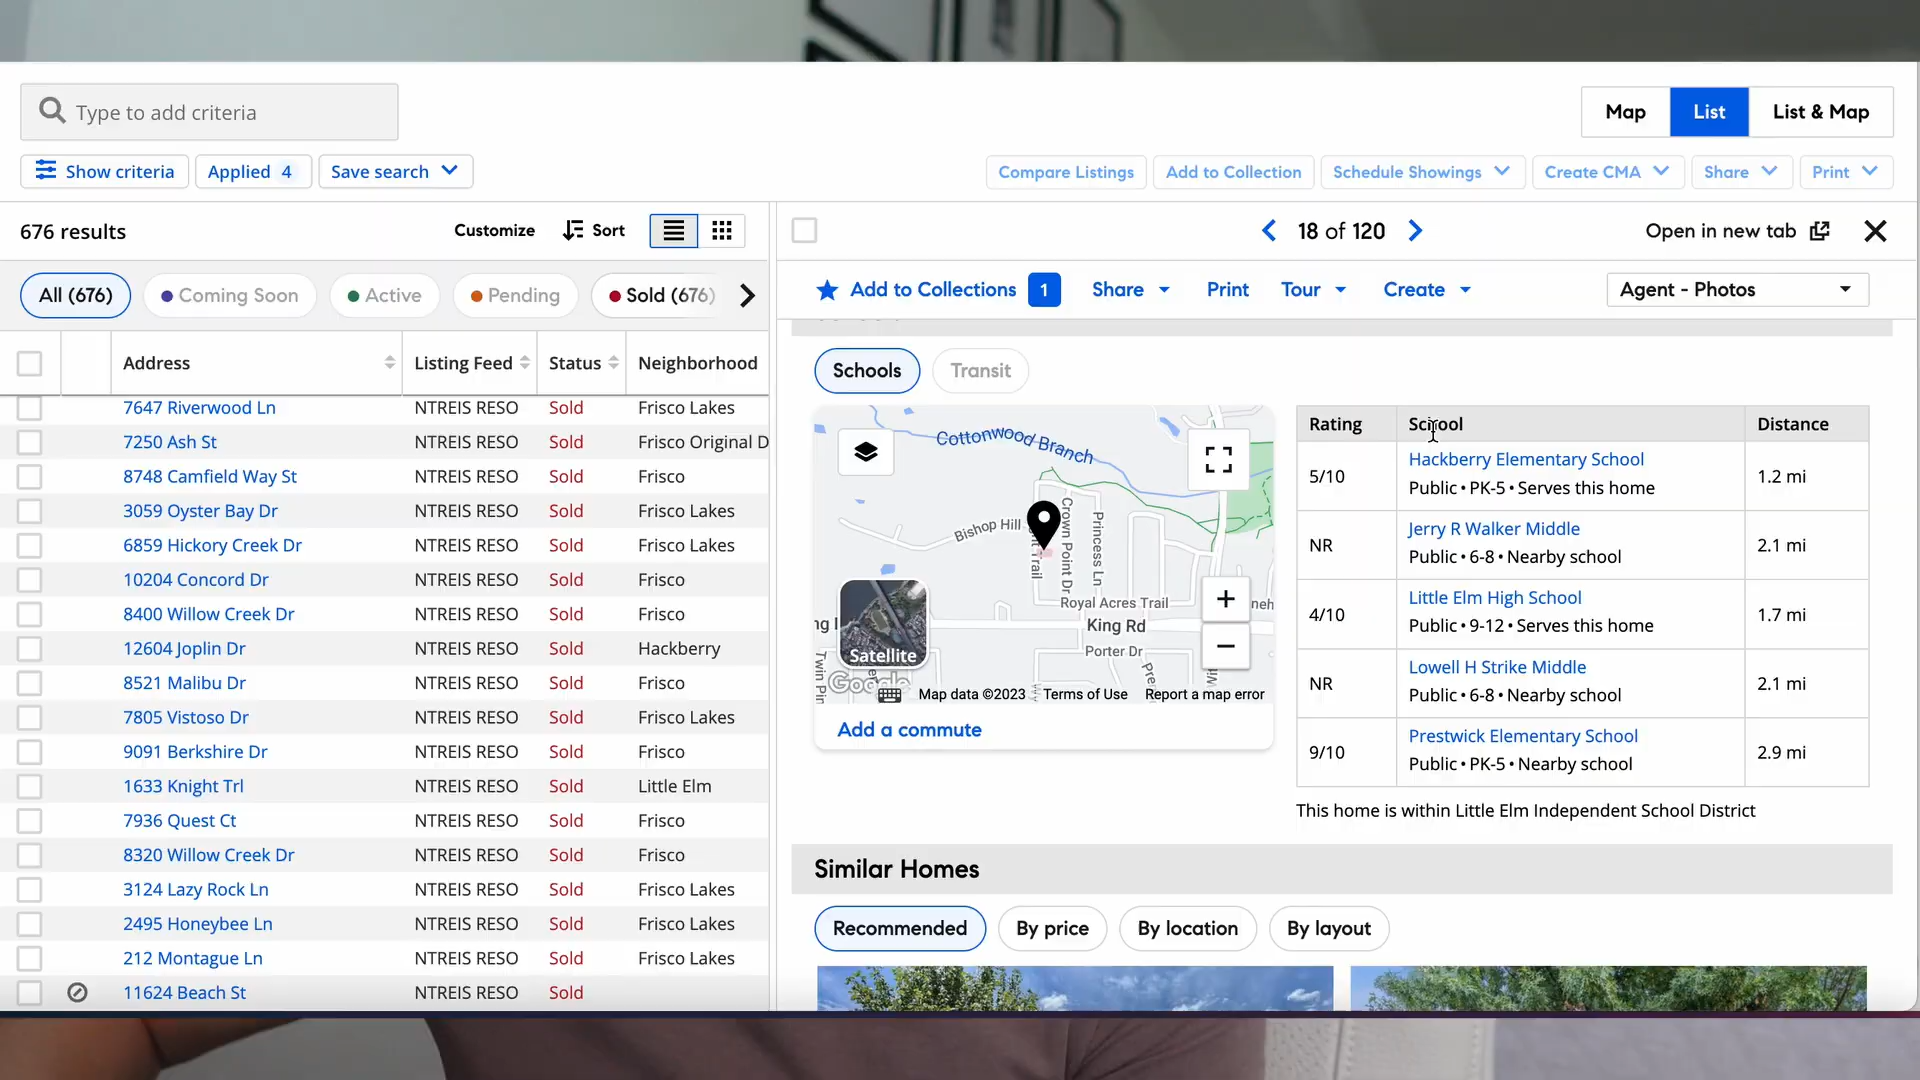 Type to add criteria
Map
List
List & Map
Show criteria
Applied 4
Save search
Compare Listings
Add to Collection
Schedule Showings
Create CMA
Share
Print
676 results
Customize
Sort
18 of 120
Open in new tab
All (676)
Coming Soon
Active
Pending
Sold (676)
Add to Collections 1
Share
Print
Tour
Create
Agent - Photos
Address
Listing Feed
Status
Neighborhood
7647 Riverwood Ln NTREIS RESO Sold Frisco Lakes
7250 Ash St NTREIS RESO Sold Frisco Original D
8748 Camfield Way St NTREIS RESO Sold Frisco
3059 Oyster Bay Dr NTREIS RESO Sold Frisco Lakes
6859 Hickory Creek Dr NTREIS RESO Sold Frisco Lakes
10204 Concord Dr NTREIS RESO Sold Frisco
8400 Willow Creek Dr NTREIS RESO Sold Frisco
12604 Joplin Dr NTREIS RESO Sold Hackberry
8521 Malibu Dr NTREIS RESO Sold Frisco
7805 Vistoso Dr NTREIS RESO Sold Frisco Lakes
9091 Berkshire Dr NTREIS RESO Sold Frisco
1633 Knight Trl NTREIS RESO Sold Little Elm
7936 Quest Ct NTREIS RESO Sold Frisco
8320 Willow Creek Dr NTREIS RESO Sold Frisco
3124 Lazy Rock Ln NTREIS RESO Sold Frisco Lakes
2495 Honeybee Ln NTREIS RESO Sold Frisco Lakes
212 Montague Ln NTREIS RESO Sold Frisco Lakes
11624 Beach St NTREIS RESO Sold
Schools
Transit
Cottonwood Branch
Bishop Hill
Crown Point Dr
Princess Ln
Trail
Royal Acres Trail
King Rd
Porter Dr
Twin Pin
Satellite
Google
Map data ©2023
Terms of Use
Report a map error
Add a commute
Rating School Distance
5/10 Hackberry Elementary School 1.2 mi
Public • PK-5 • Serves this home
NR Jerry R Walker Middle 2.1 mi
Public • 6-8 • Nearby school
4/10 Little Elm High School 1.7 mi
Public • 9-12 • Serves this home
NR Lowell H Strike Middle 2.1 mi
Public • 6-8 • Nearby school
9/10 Prestwick Elementary School 2.9 mi
Public • PK-5 • Nearby school
This home is within Little Elm Independent School District
Similar Homes
Recommended
By price
By location
By layout